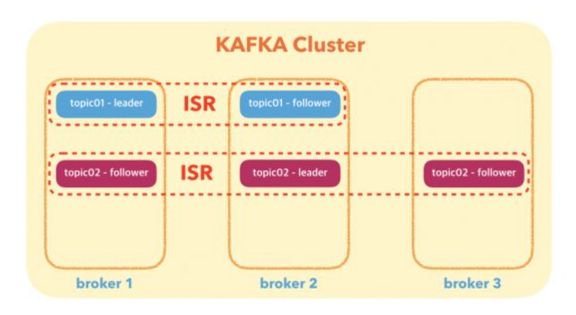 KAFKA Cluster
topic01 - leader
ISR
topic01 - follower
topic02 - follower
ISR
topic02 - leader
topic02 - follower
broker 1
broker 2
broker 3